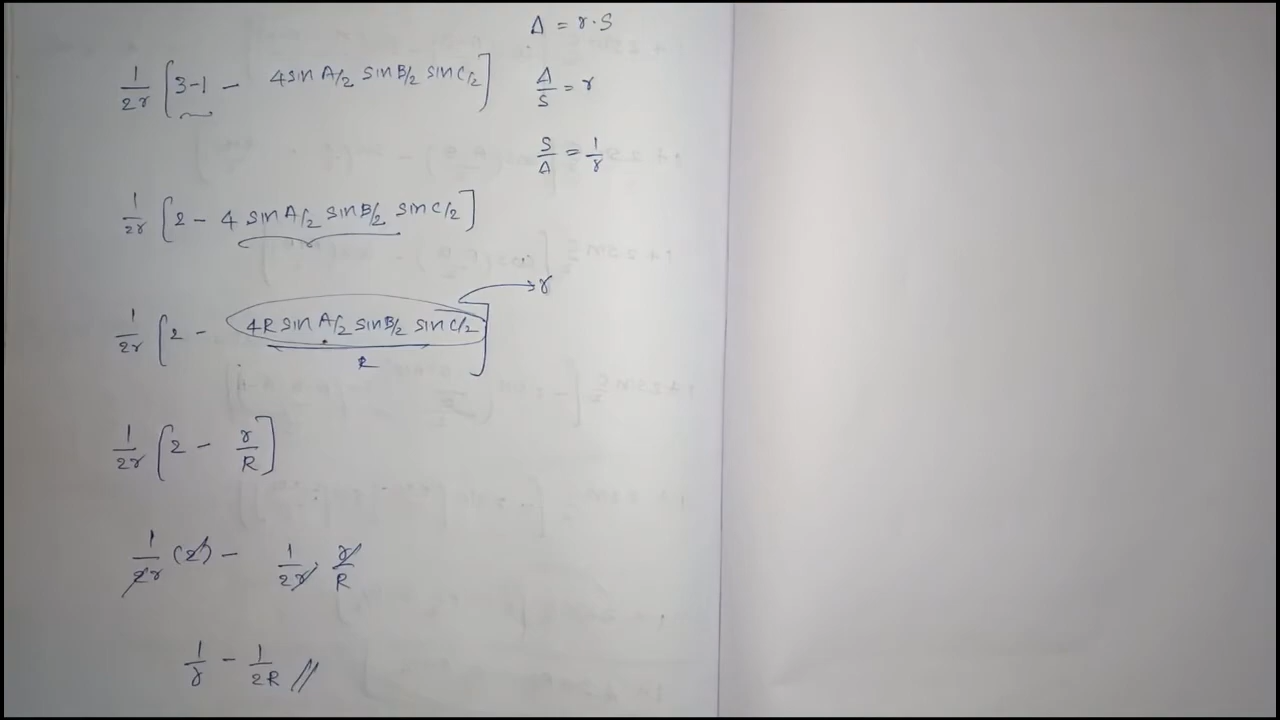 Δ = r·S
1/2r [3-1 - 4sin A/2 sin B/2 sin C/2]
Δ/S = r
S/Δ = 1/r
1/2r [2 - 4 sin A/2 sin B/2 sin C/2]
→ r
1/2r [2 - 4R sin A/2 sin B/2 sin C/2 / R]
1/2r [2 - r/R]
1/2r (2) - 1/2r · r/R
1/r - 1/2R //